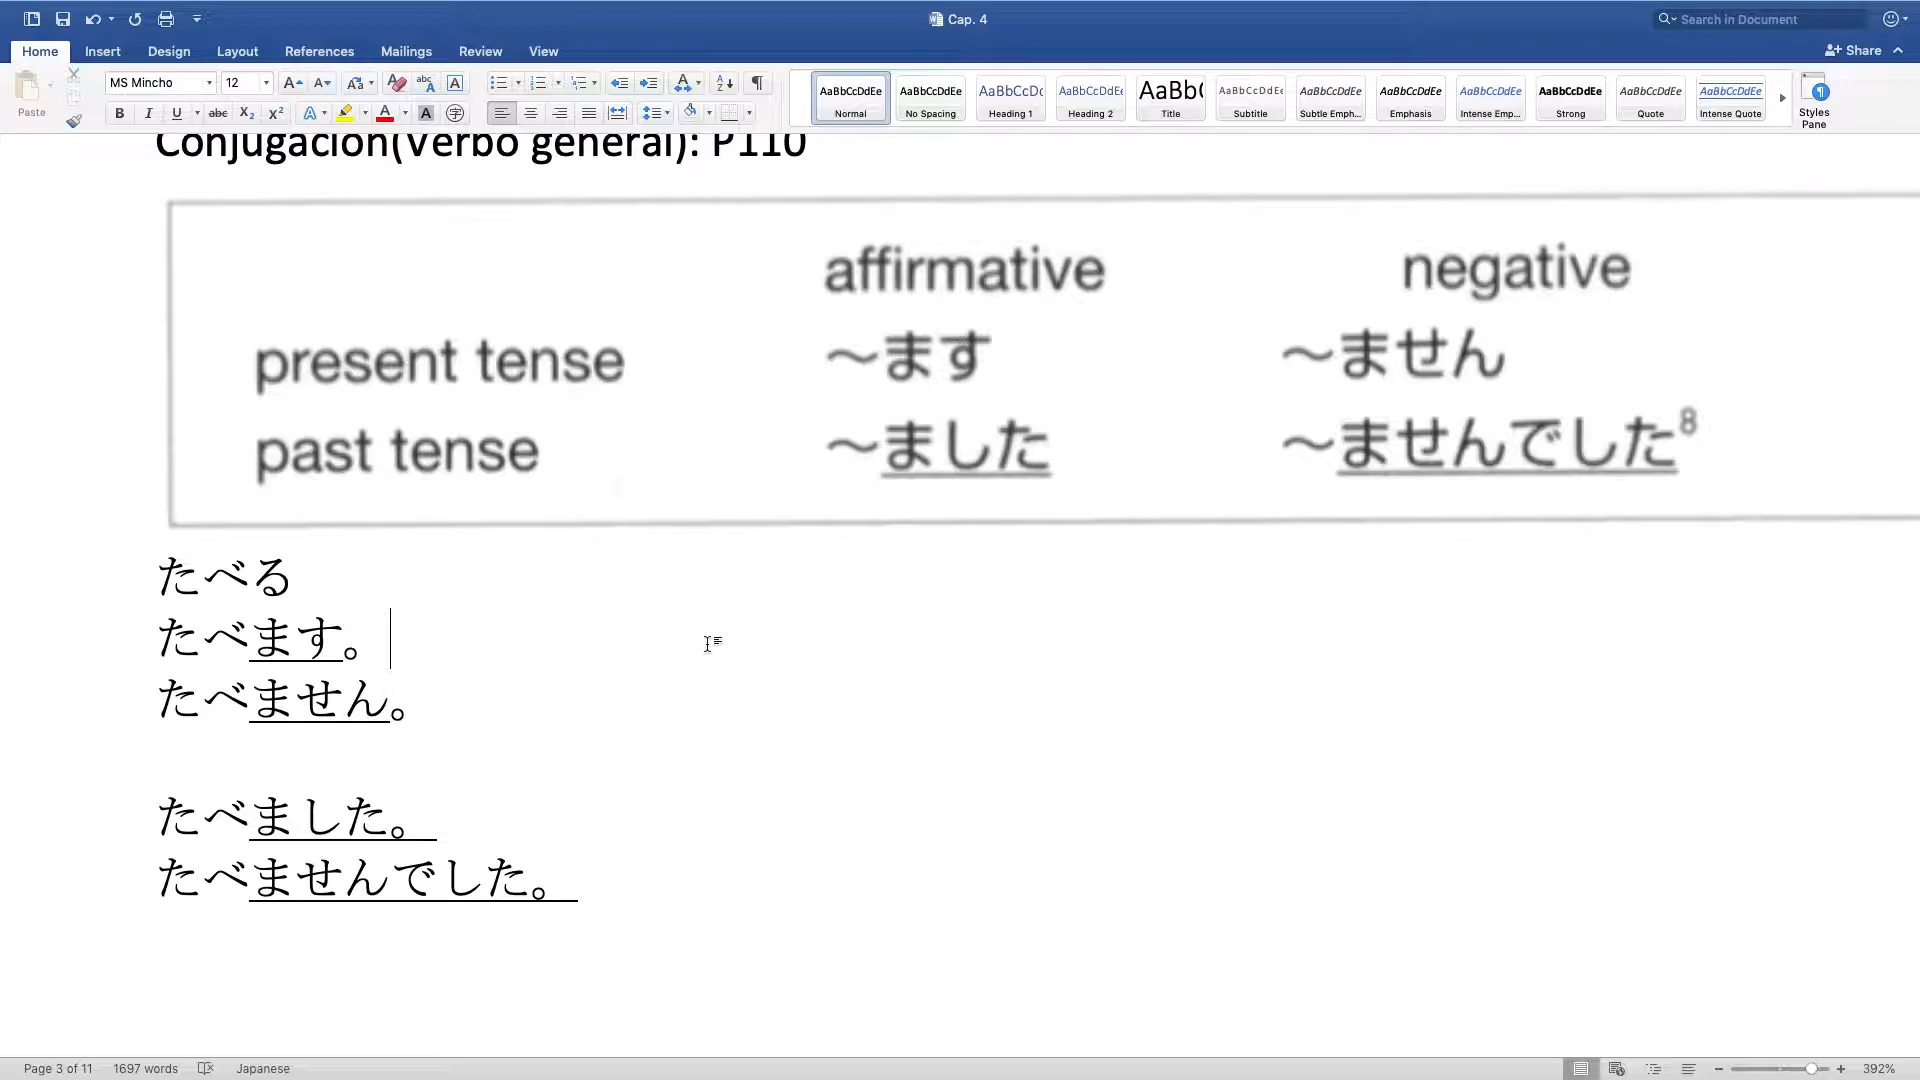 Cap. 4
Search in Document
Home Insert Design Layout References Mailings Review View
Share
Paste
MS Mincho 12
AaBbCcDdEe AaBbCcDdEe AaBbCcDc AaBbCcDdEe AaBb( AaBbCcDdEe AaBbCcDdEe AaBbCcDdEe AaBbCcDdEe AaBbCcDdEe AaBbCcDdEe AaBbCcDdEe
Normal No Spacing Heading 1 Heading 2 Title Subtitle Subtle Emph... Emphasis Intense Emp... Strong Quote Intense Quote
Styles Pane
Conjugación(Verbo general): P110
affirmative negative
present tense ～ます ～ません
past tense ～ました ～ませんでした8
たべる
たべます。
たべません。
たべました。
たべませんでした。
Page 3 of 11 1697 words Japanese 392%